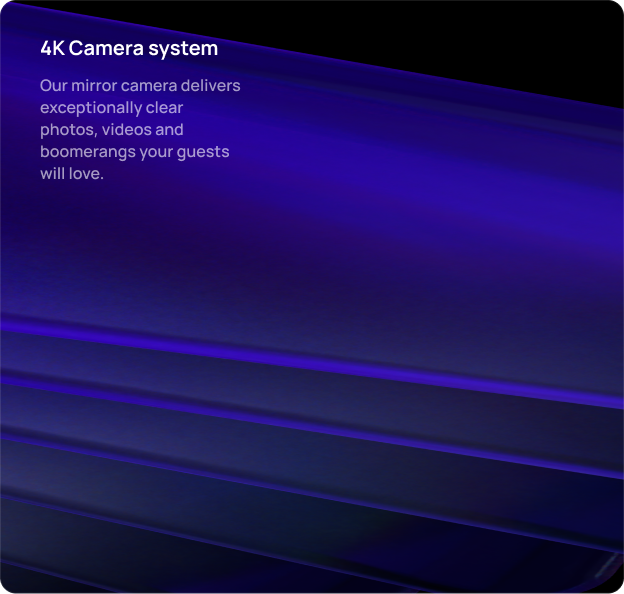 4K Camera system
Our mirror camera delivers
exceptionally clear
photos, videos and
boomerangs your guests
will love.